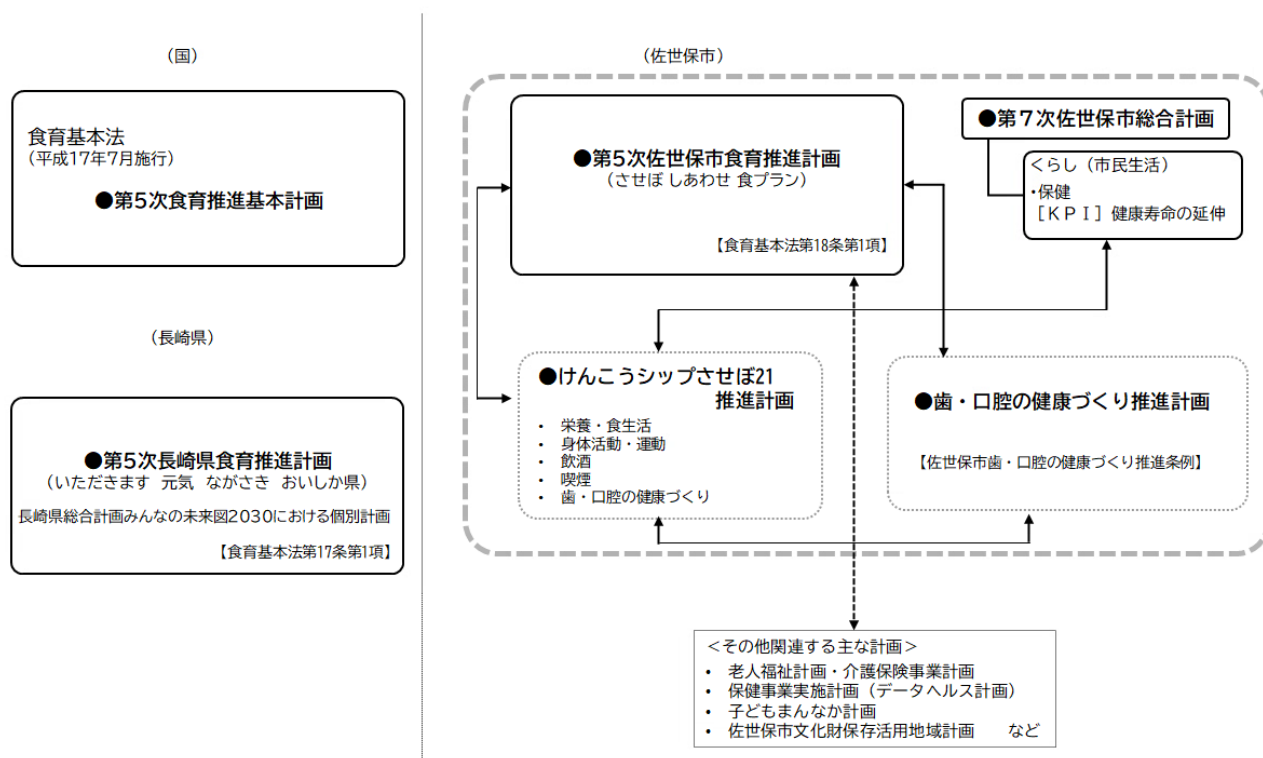 （国）
食育基本法
（平成17年7月施行）
●第5次食育推進基本計画
（長崎県）
●第5次長崎県食育推進計画
（いただきます 元気 ながさき おいしか県）
長崎県総合計画みんなの未来図2030における個別計画
【食育基本法第17条第1項】
（佐世保市）
●第5次佐世保市食育推進計画
（させぼ しあわせ 食プラン）
【食育基本法第18条第1項】
●第７次佐世保市総合計画
くらし（市民生活）
・保健
［ＫＰＩ］健康寿命の延伸
●けんこうシップさせぼ21
推進計画
• 栄養・食生活
• 身体活動・運動
• 飲酒
• 喫煙
• 歯・口腔の健康づくり
●歯・口腔の健康づくり推進計画
【佐世保市歯・口腔の健康づくり推進条例】
＜その他関連する主な計画＞
• 老人福祉計画・介護保険事業計画
• 保健事業実施計画（データヘルス計画）
• 子どもまんなか計画
• 佐世保市文化財保存活用地域計画 など